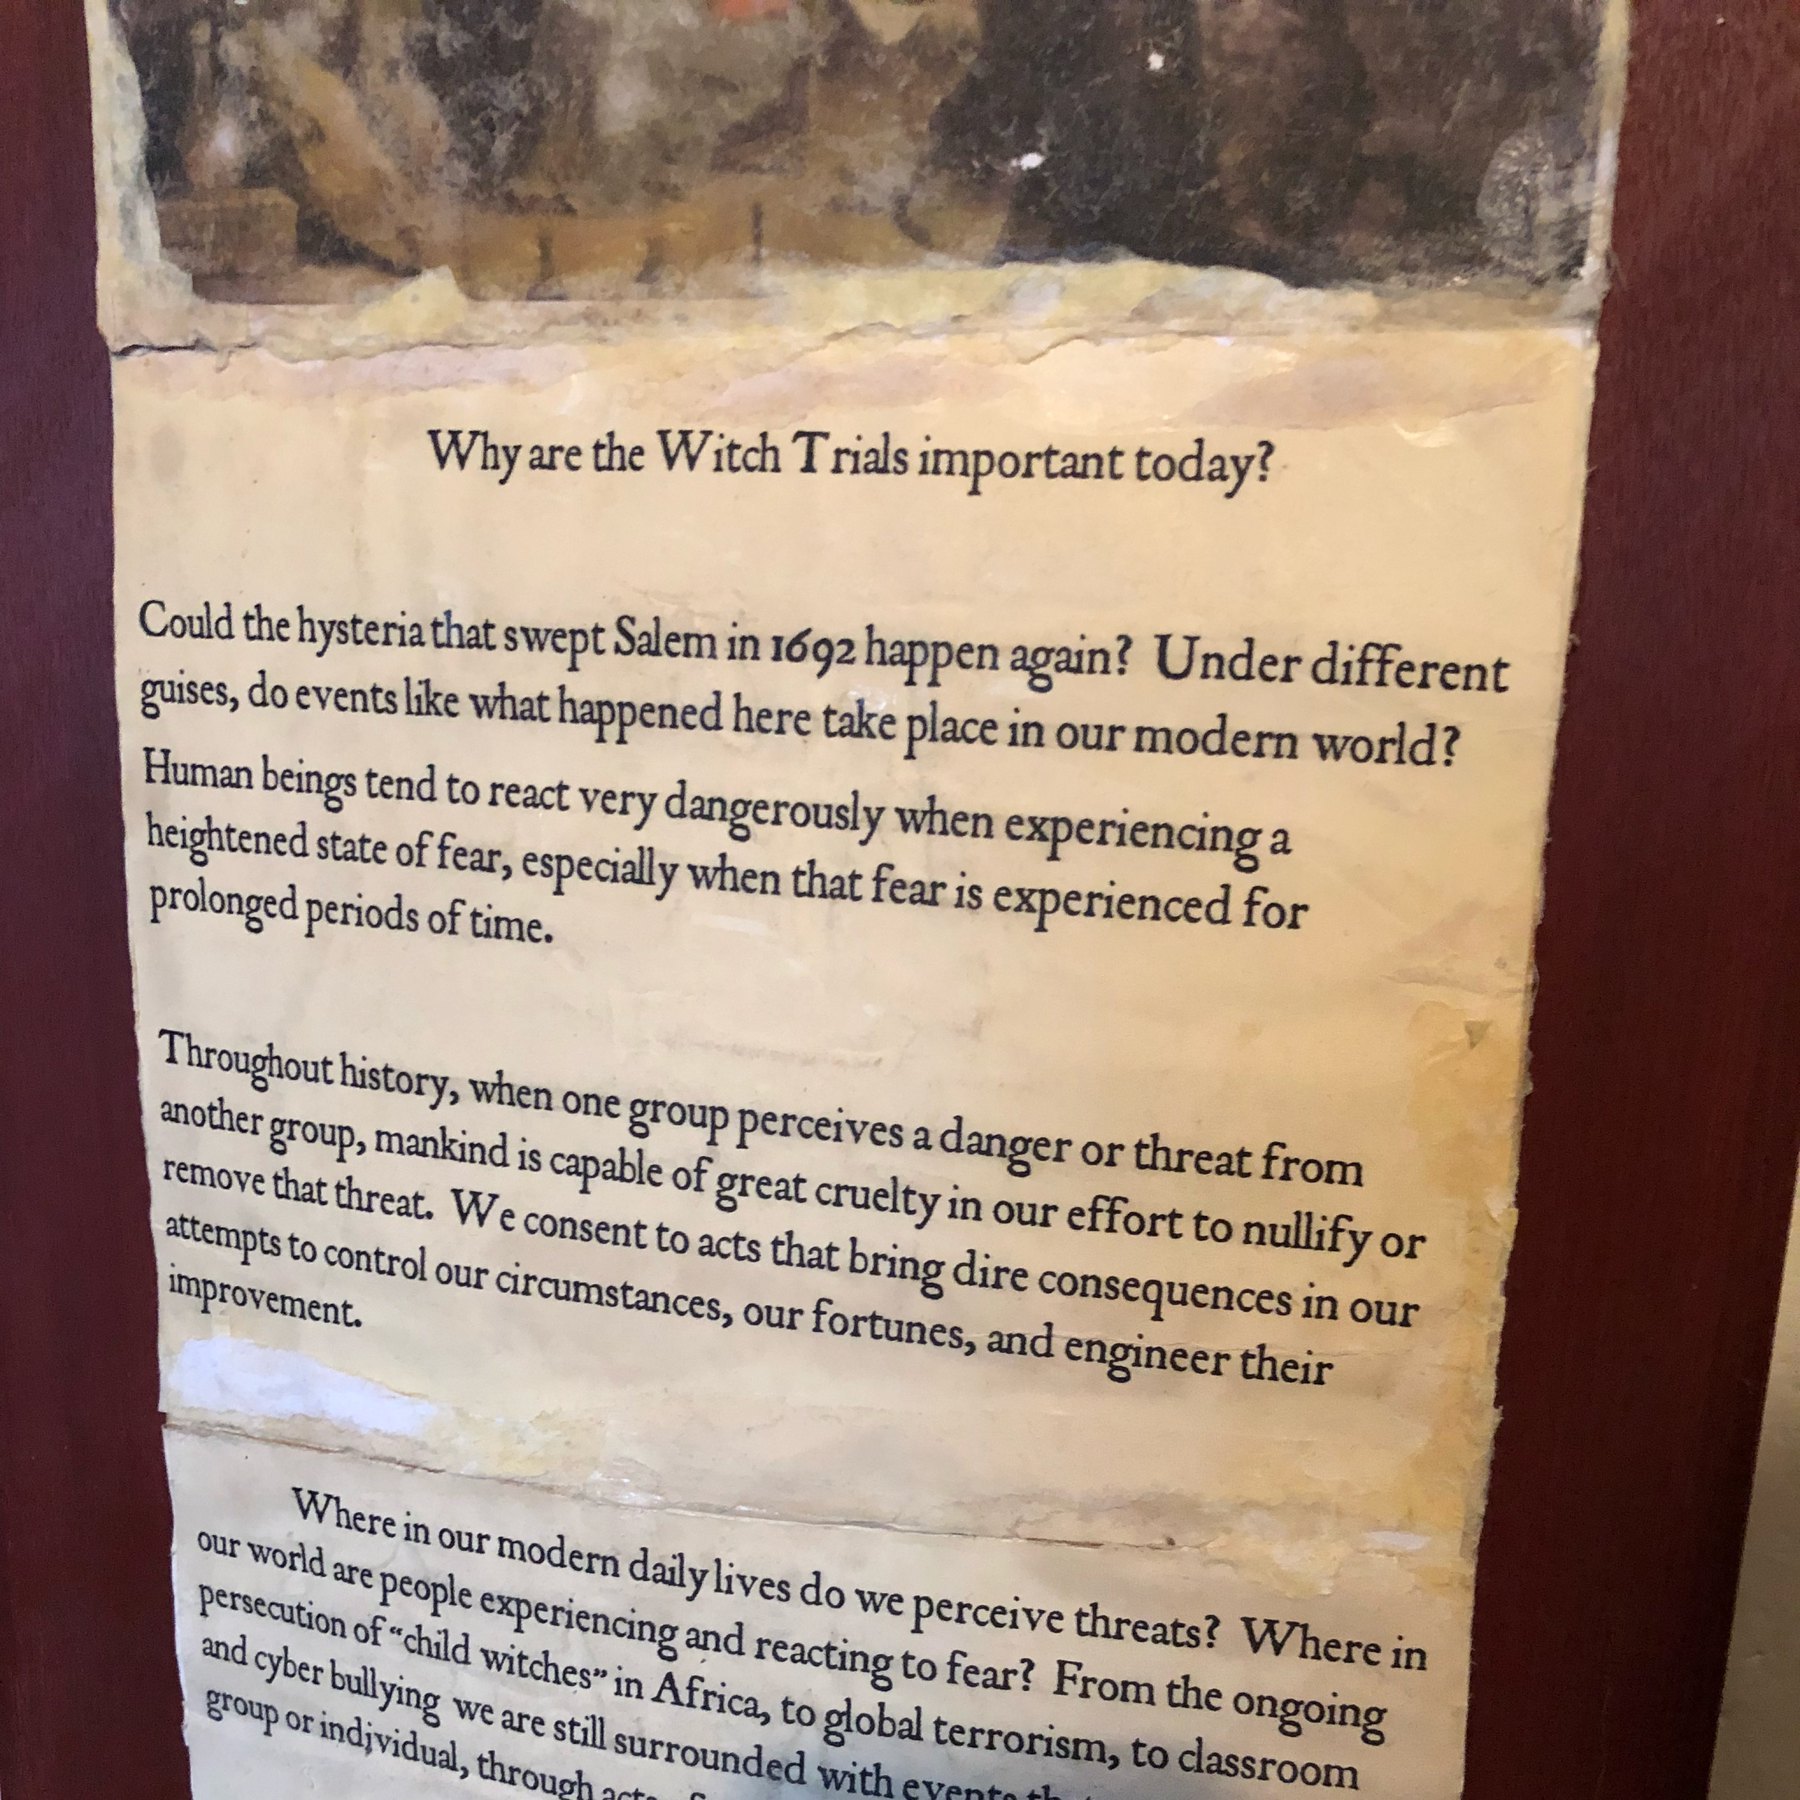 Why are the Witch Trials important today?
Could the hysteria that swept Salem in 1692 happen again? Under different
guises, do events like what happened here take place in our modern world?
Human beings tend to react very dangerously when experiencing a
heightened state of fear, especially when that fear is experienced for
prolonged periods of time.
Throughout history, when one group perceives a danger or threat from
another group, mankind is capable of great cruelty in our effort to nullify or
remove that threat. We consent to acts that bring dire consequences in our
attempts to control our circumstances, our fortunes, and engineer their
improvement.
Where in our modern daily lives do we perceive threats? Where in
our world are people experiencing and reacting to fear? From the ongoing
persecution of "child witches" in Africa, to global terrorism, to classroom
and cyber bullying we are still surrounded with events
group or individual, through